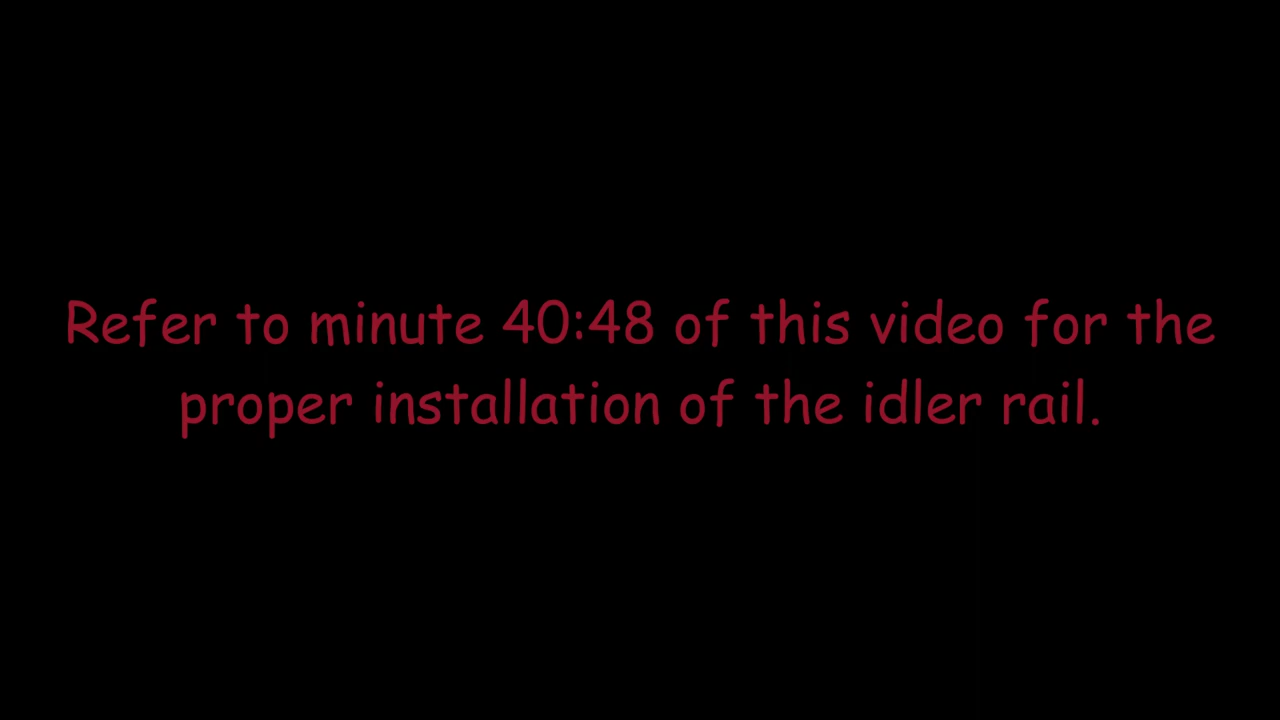 Refer to minute 40:48 of this video for the
proper installation of the idler rail.